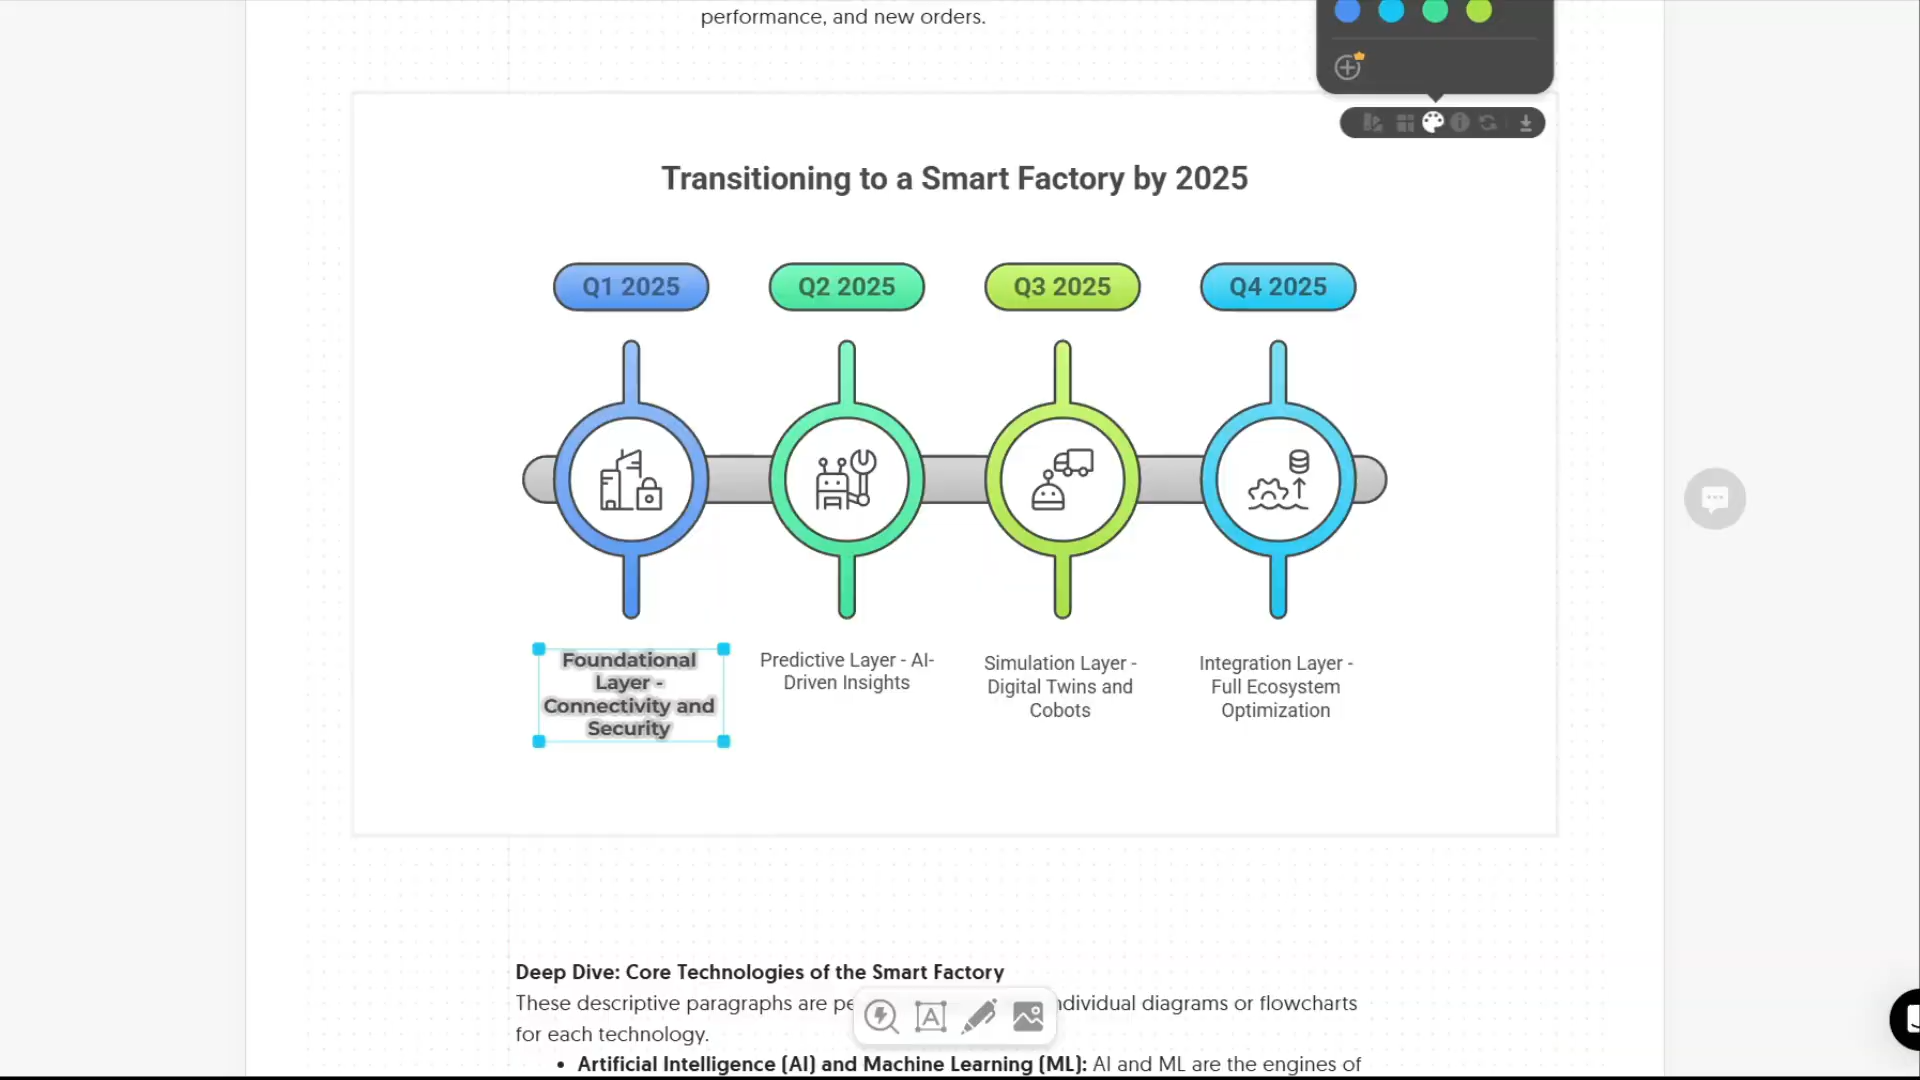 performance, and new orders.
Transitioning to a Smart Factory by 2025
Q1 2025
Q2 2025
Q3 2025
Q4 2025
Foundational
Layer -
Connectivity and
Security
Predictive Layer - AI-
Driven Insights
Simulation Layer -
Digital Twins and
Cobots
Integration Layer -
Full Ecosystem
Optimization
Deep Dive: Core Technologies of the Smart Factory
These descriptive paragraphs are pe ndividual diagrams or flowcharts
for each technology.
• Artificial Intelligence (AI) and Machine Learning (ML): AI and ML are the engines of